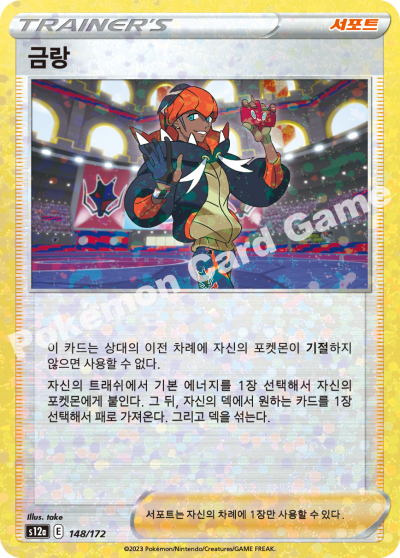 TRAINER'S
서포트
금랑
Pokémon Card Game
이 카드는 상대의 이전 차례에 자신의 포켓몬이 기절하지
않으면 사용할 수 없다.
자신의 트래쉬에서 기본 에너지를 1장 선택해서 자신의
포켓몬에게 붙인다. 그 뒤, 자신의 덱에서 원하는 카드를 1장
선택해서 패로 가져온다. 그리고 덱을 섞는다.
Illus. take
s12a E 148/172
서포트는 자신의 차례에 1장만 사용할 수 있다.
©2023 Pokémon/Nintendo/Creatures/GAME FREAK.